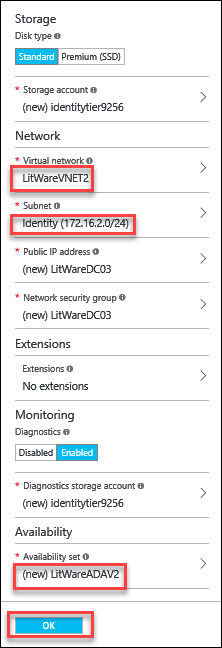 Storage
Disk type
Standard Premium (SSD)
* Storage account
(new) identitytier9256
Network
* Virtual network
LitWareVNET2
* Subnet
Identity (172.16.2.0/24)
* Public IP address
(new) LitWareDC03
* Network security group
(new) LitWareDC03
Extensions
Extensions
No extensions
Monitoring
Diagnostics
Disabled Enabled
* Diagnostics storage account
(new) identitytier9256
Availability
* Availability set
(new) LitWareADAV2
OK